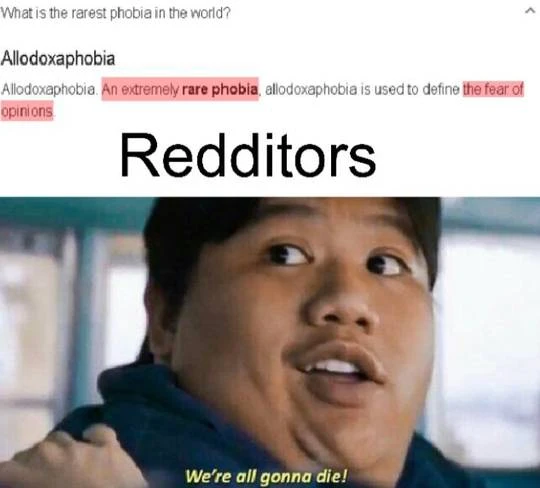 What is the rarest phobia in the world?
Allodoxaphobia
Allodoxaphobia. An extremely rare phobia, allodoxaphobia is used to define the fear of
opinions.
Redditors
We're all gonna die!